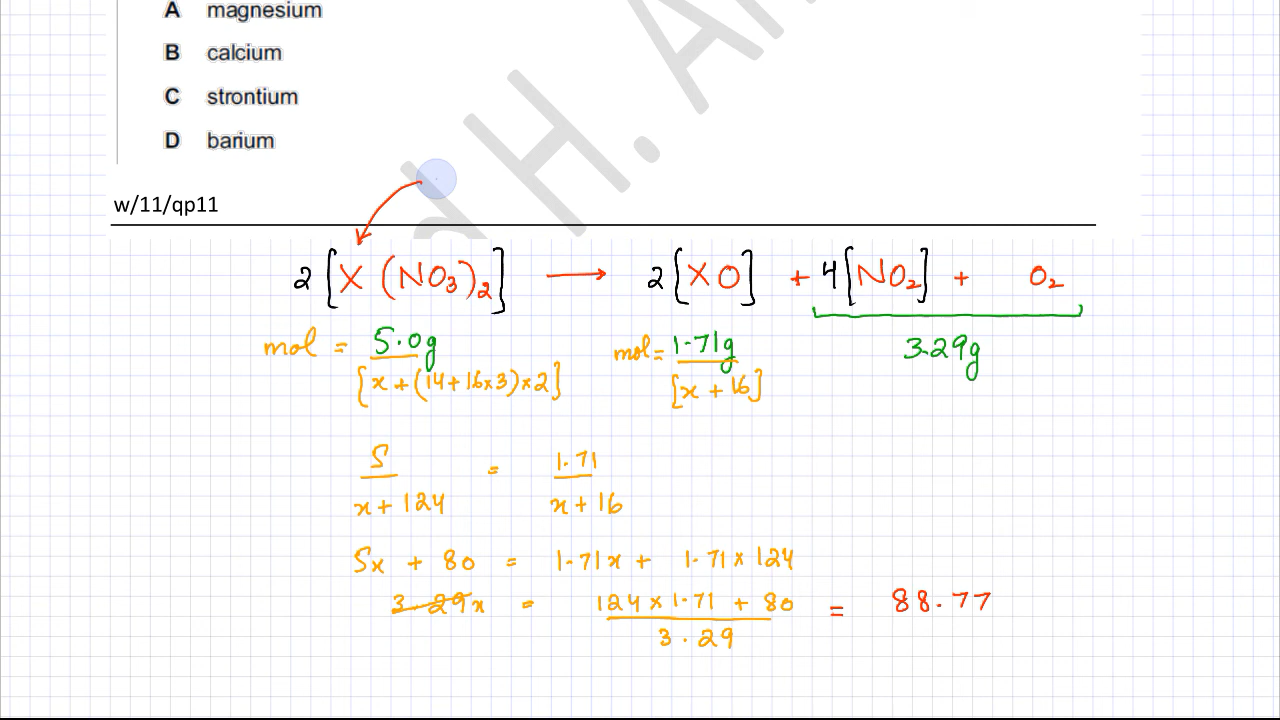 A magnesium
B calcium
C strontium
D barium
H. A
w/11/qp11
2[X(NO₃)₂] → 2[XO] + 4[NO₂] + O₂
mol = 5.0g / [x+(14+16×3)×2] mol = 1.71g / [x+16] 3.29g
5 / x+124 = 1.71 / x+16
5x + 80 = 1.71x + 1.71×124
3.29x = 124×1.71 + 80 / 3.29 = 88.77